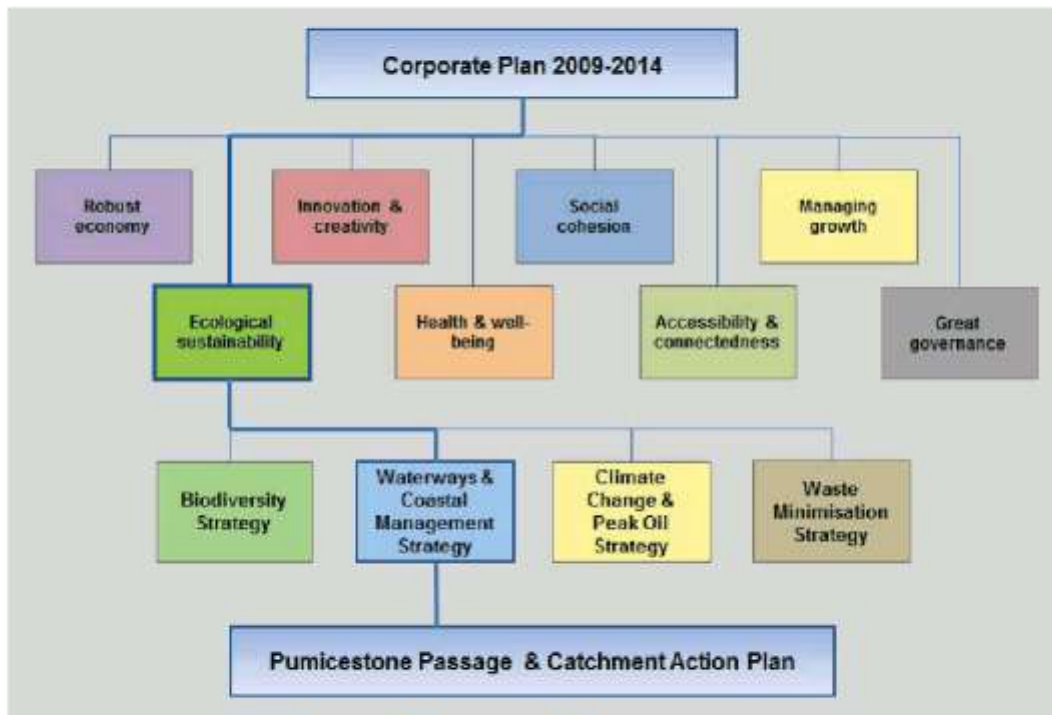 Corporate Plan 2009-2014
Robust
economy
Innovation &
creativity
Social
cohesion
Managing
growth
Ecological
sustainability
Health & well-
being
Accessibility &
connectedness
Great
governance
Biodiversity
Strategy
Waterways &
Coastal
Management
Strategy
Climate
Change &
Peak Oil
Strategy
Waste
Minimisation
Strategy
Pumicestone Passage & Catchment Action Plan